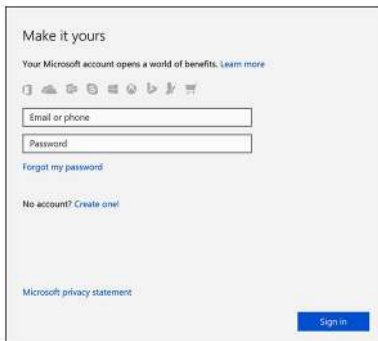 Make it yours
Your Microsoft account opens a world of benefits. Learn more
Email or phone
Password
Forgot my password
No account? Create one!
Microsoft privacy statement
Sign in